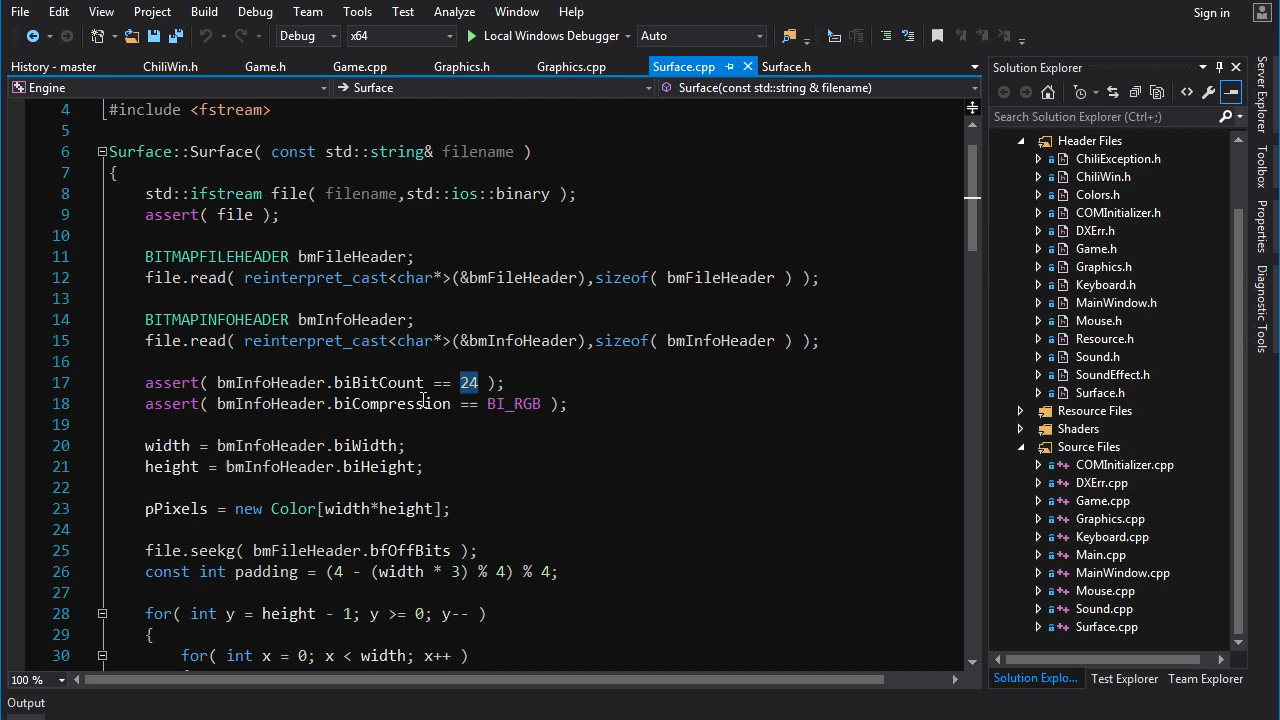 File Edit View Project Build Debug Team Tools Test Analyze Window Help Sign in
Debug x64 Local Windows Debugger Auto
History - master ChiliWin.h Game.h Game.cpp Graphics.h Graphics.cpp Surface.cpp Surface.h
Engine Surface Surface(const std::string & filename)
4 #include <fstream>
5
6 Surface::Surface( const std::string& filename )
7 {
8 std::ifstream file( filename,std::ios::binary );
9 assert( file );
10
11 BITMAPFILEHEADER bmFileHeader;
12 file.read( reinterpret_cast<char*>(&bmFileHeader),sizeof( bmFileHeader ) );
13
14 BITMAPINFOHEADER bmInfoHeader;
15 file.read( reinterpret_cast<char*>(&bmInfoHeader),sizeof( bmInfoHeader ) );
16
17 assert( bmInfoHeader.biBitCount == 24 );
18 assert( bmInfoHeader.biCompression == BI_RGB );
19
20 width = bmInfoHeader.biWidth;
21 height = bmInfoHeader.biHeight;
22
23 pPixels = new Color[width*height];
24
25 file.seekg( bmFileHeader.bfOffBits );
26 const int padding = (4 - (width * 3) % 4) % 4;
27
28 for( int y = height - 1; y >= 0; y-- )
29 {
30 for( int x = 0; x < width; x++ )
100 %
Output
Solution Explorer
Search Solution Explorer (Ctrl+;)
Header Files
ChiliException.h
ChiliWin.h
Colors.h
COMInitializer.h
DXErr.h
Game.h
Graphics.h
Keyboard.h
MainWindow.h
Mouse.h
Resource.h
Sound.h
SoundEffect.h
Surface.h
Resource Files
Shaders
Source Files
COMInitializer.cpp
DXErr.cpp
Game.cpp
Graphics.cpp
Keyboard.cpp
Main.cpp
MainWindow.cpp
Mouse.cpp
Sound.cpp
Surface.cpp
Solution Explo... Test Explorer Team Explorer
Server Explorer
Toolbox
Properties
Diagnostic Tools